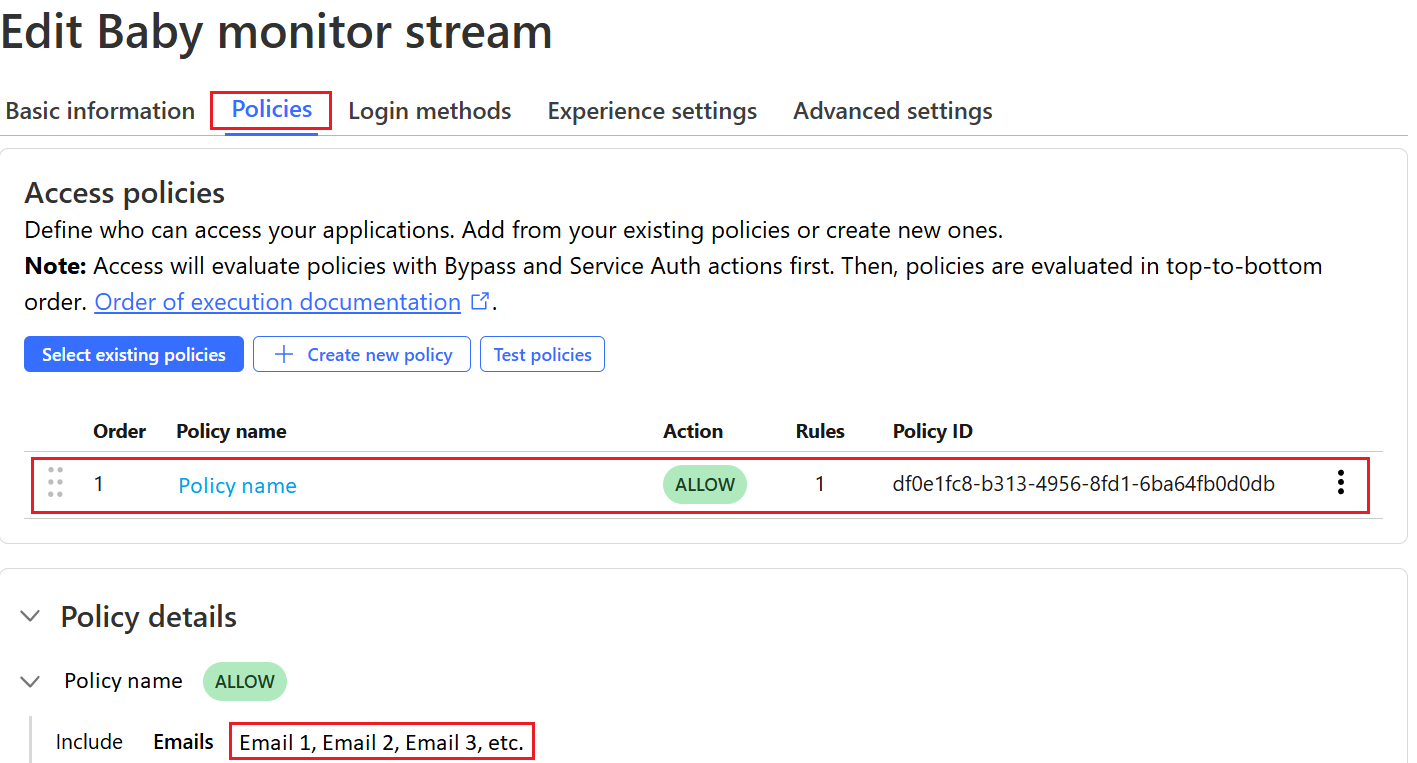 Edit Baby monitor stream
Basic information Policies Login methods Experience settings Advanced settings
Access policies
Define who can access your applications. Add from your existing policies or create new ones.
Note: Access will evaluate policies with Bypass and Service Auth actions first. Then, policies are evaluated in top-to-bottom
order. Order of execution documentation .
Select existing policies + Create new policy Test policies
Order Policy name Action Rules Policy ID
1 Policy name ALLOW 1 df0e1fc8-b313-4956-8fd1-6ba64fb0d0db
Policy details
Policy name ALLOW
Include Emails Email 1, Email 2, Email 3, etc.